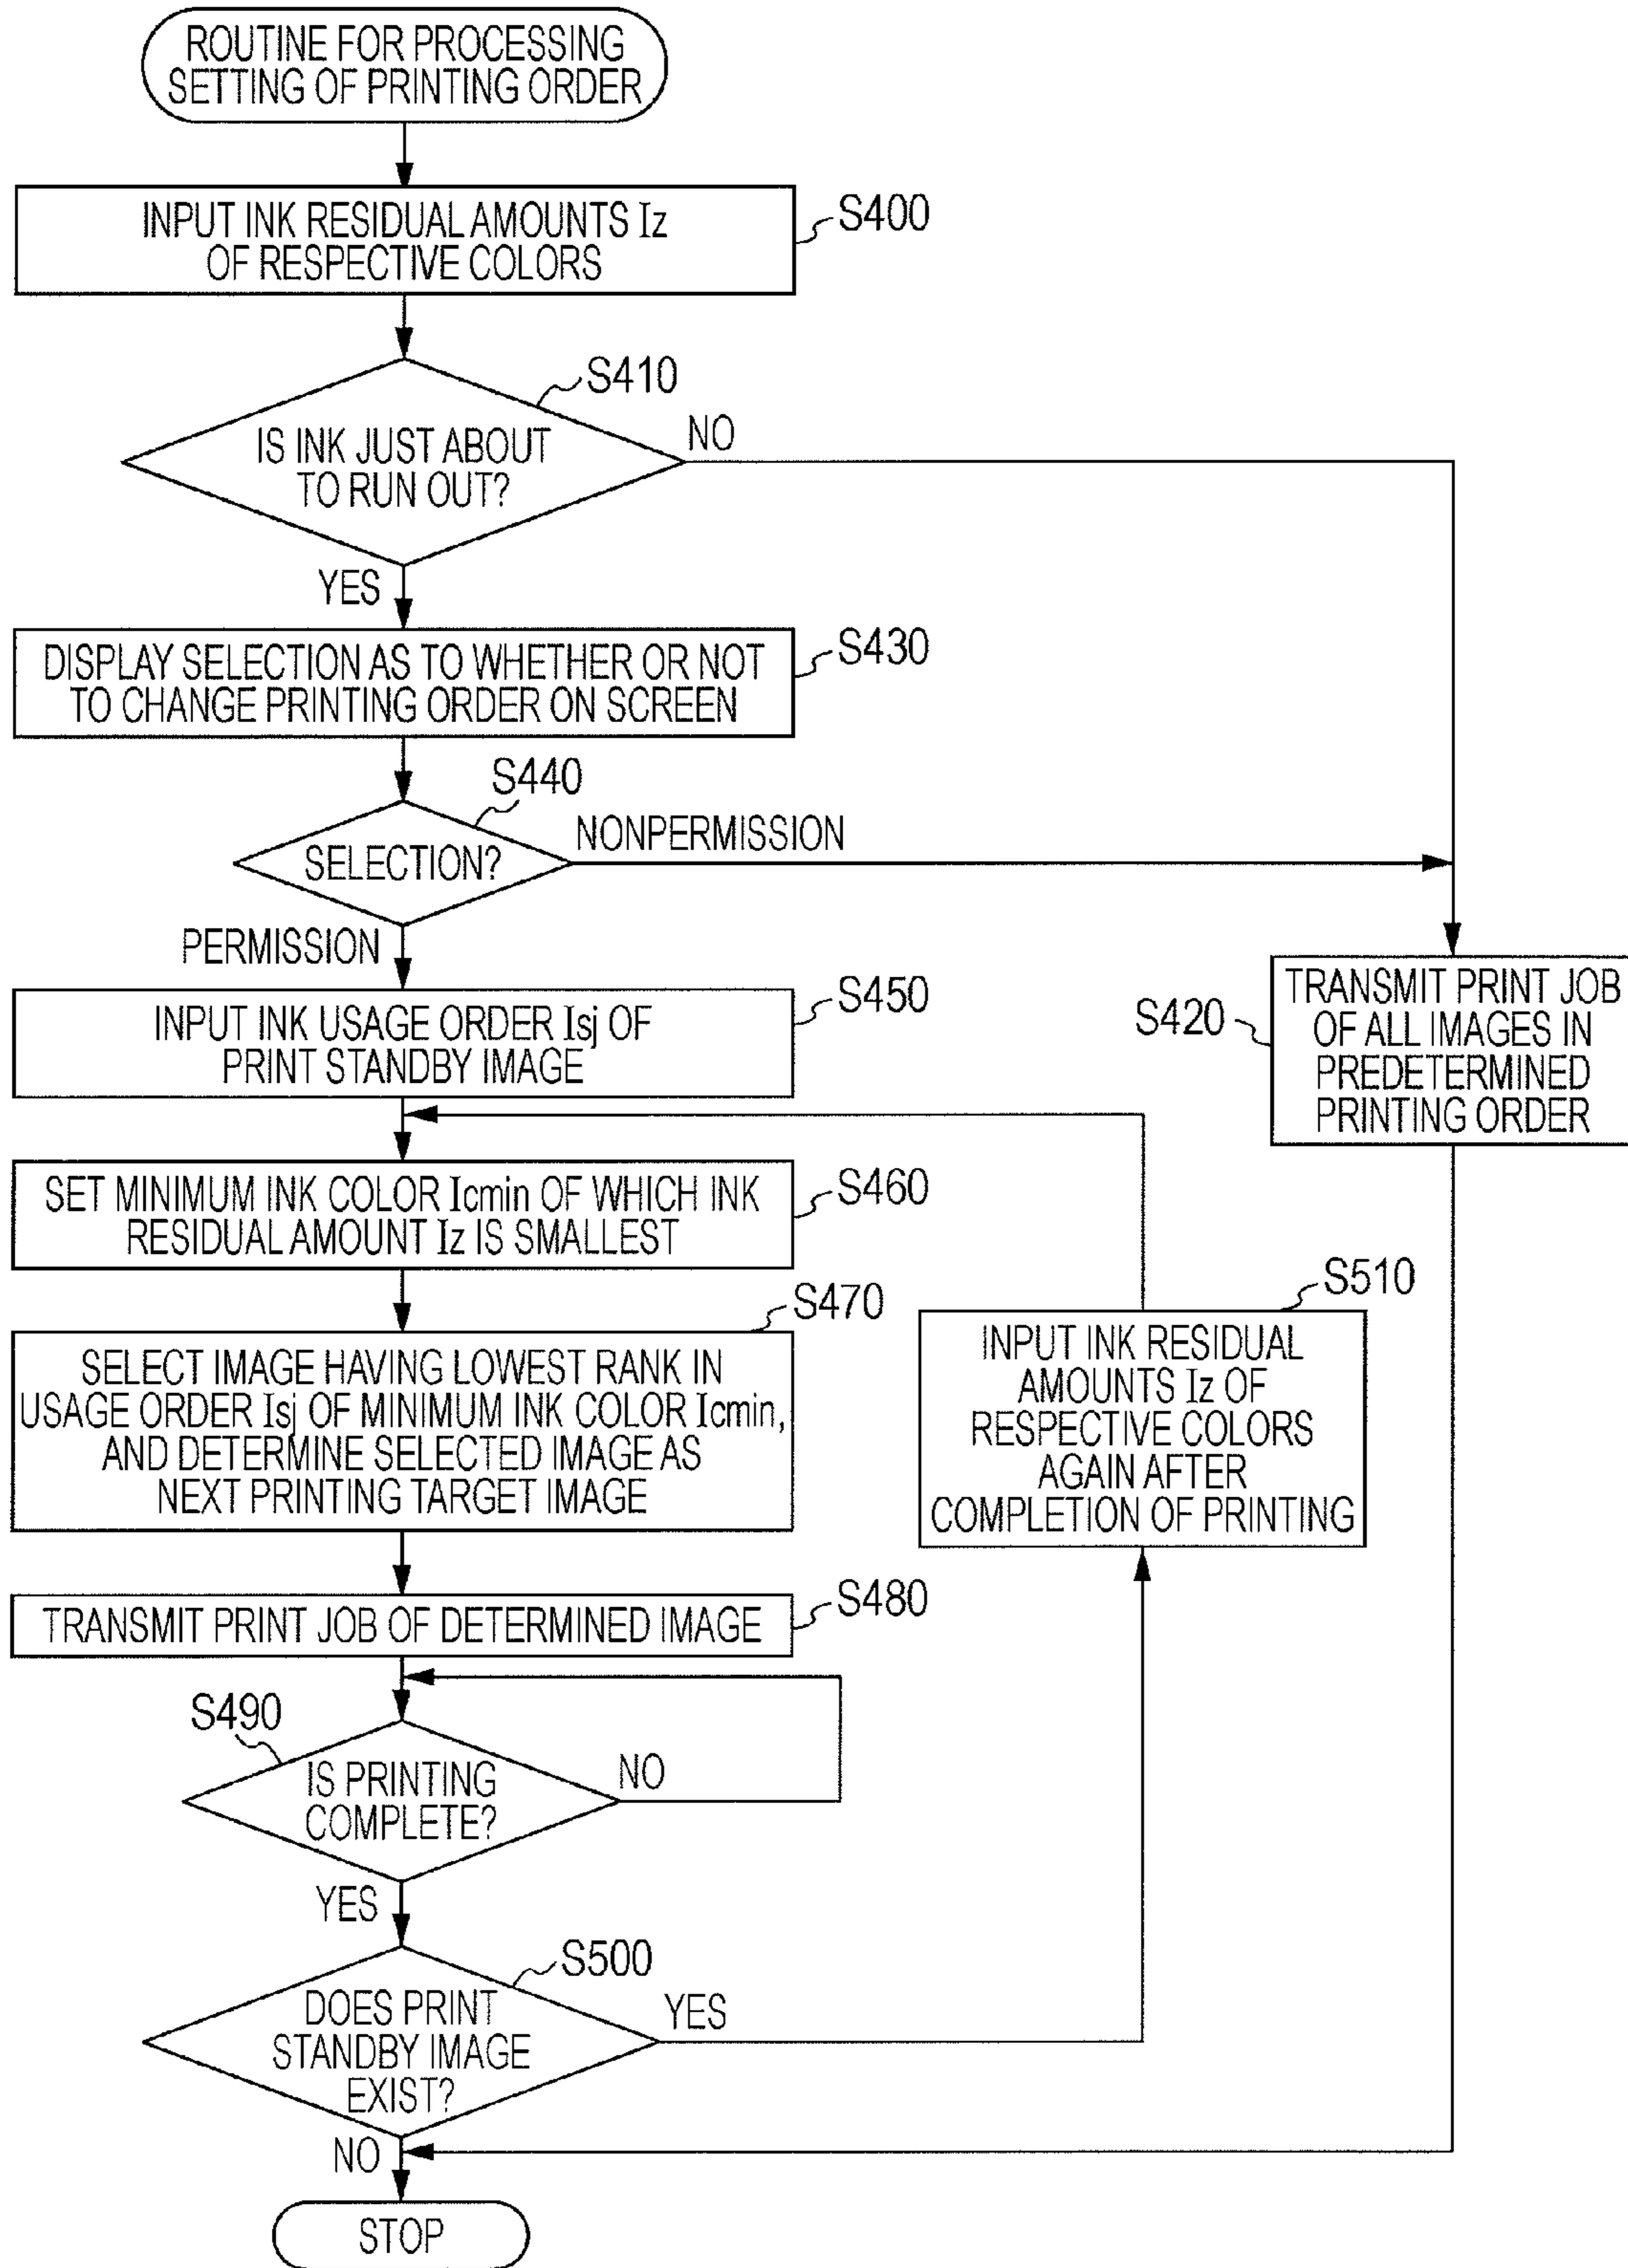 ROUTINE FOR PROCESSING
SETTING OF PRINTING ORDER
INPUT INK RESIDUAL AMOUNTS Iz
OF RESPECTIVE COLORS
S400
S410
IS INK JUST ABOUT
TO RUN OUT?
NO
YES
DISPLAY SELECTION AS TO WHETHER OR NOT
TO CHANGE PRINTING ORDER ON SCREEN
S430
S440
SELECTION?
NONPERMISSION
PERMISSION
INPUT INK USAGE ORDER Isj OF
PRINT STANDBY IMAGE
S450
S420
TRANSMIT PRINT JOB
OF ALL IMAGES IN
PREDETERMINED
PRINTING ORDER
SET MINIMUM INK COLOR Icmin OF WHICH INK
RESIDUAL AMOUNT Iz IS SMALLEST
S460
S470
SELECT IMAGE HAVING LOWEST RANK IN
USAGE ORDER Isj OF MINIMUM INK COLOR Icmin,
AND DETERMINE SELECTED IMAGE AS
NEXT PRINTING TARGET IMAGE
S510
INPUT INK RESIDUAL
AMOUNTS Iz OF
RESPECTIVE COLORS
AGAIN AFTER
COMPLETION OF PRINTING
TRANSMIT PRINT JOB OF DETERMINED IMAGE
S480
S490
IS PRINTING
COMPLETE?
NO
YES
S500
DOES PRINT
STANDBY IMAGE
EXIST?
YES
NO
STOP